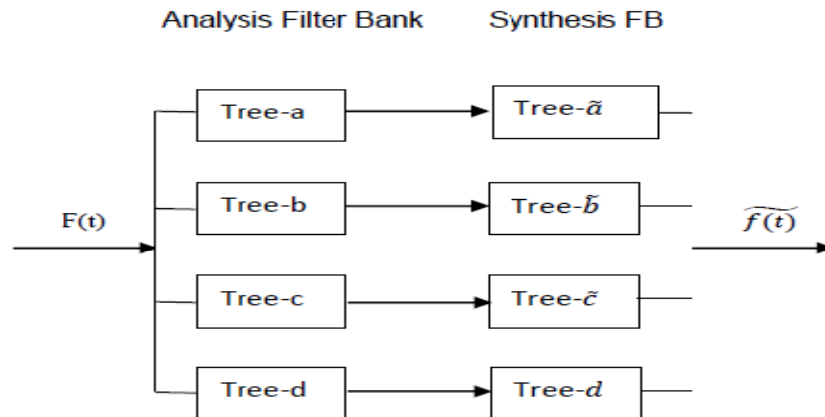 Analysis Filter Bank Synthesis FB
Tree-a Tree-ã
Tree-b Tree-b̃
F(t) f̃(t)
Tree-c Tree-c̃
Tree-d Tree-d